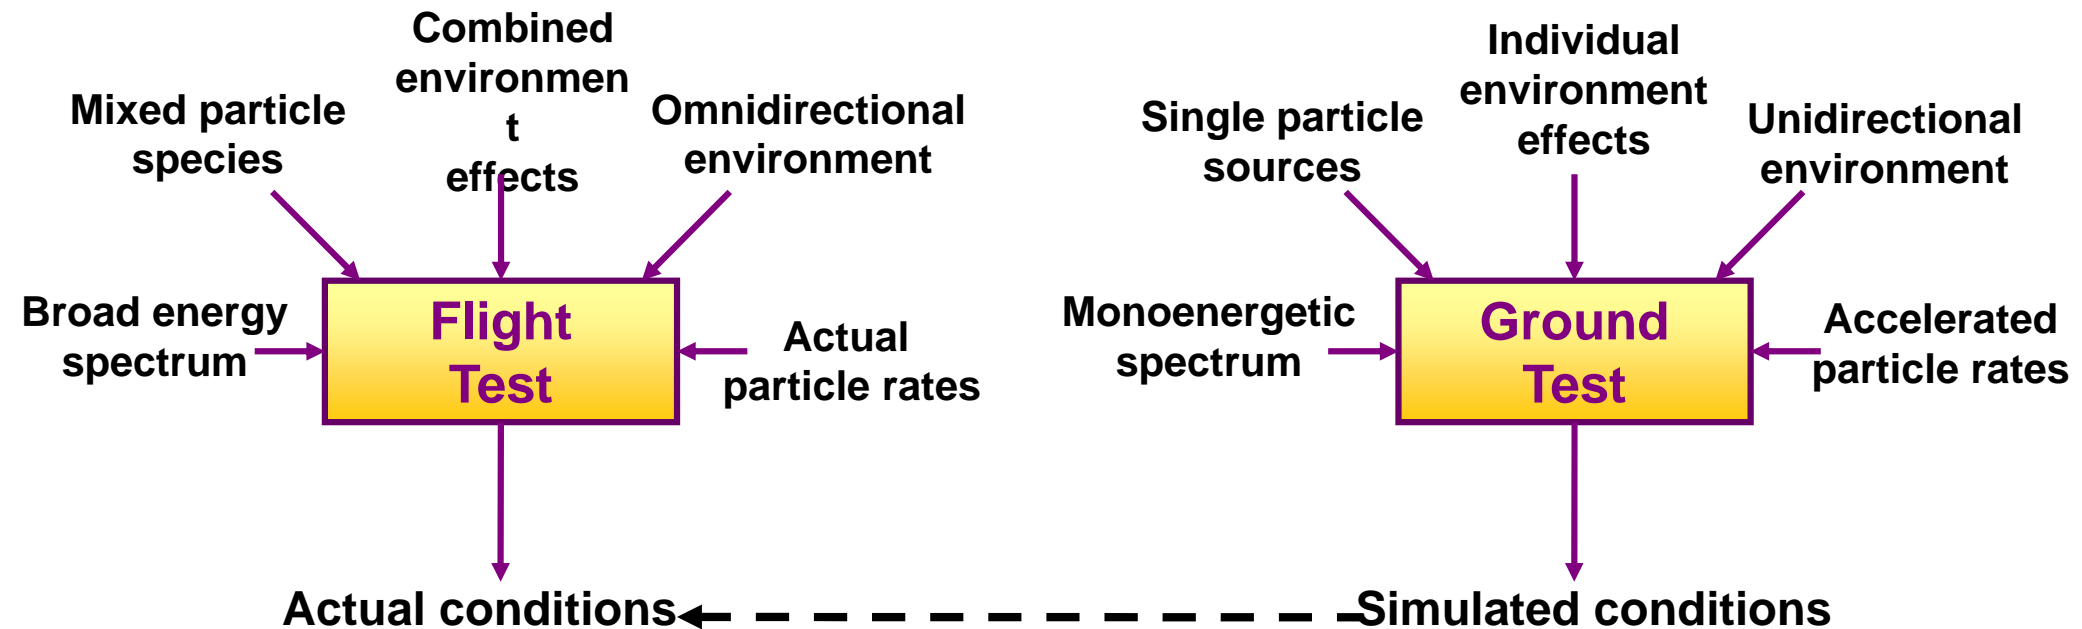 Combined
environmen
t
effects
Mixed particle
species
Omnidirectional
environment
Broad energy
spectrum
Flight
Test
Actual
particle rates
Actual conditions
Individual
environment
effects
Single particle
sources
Unidirectional
environment
Monoenergetic
spectrum
Ground
Test
Accelerated
particle rates
Simulated conditions